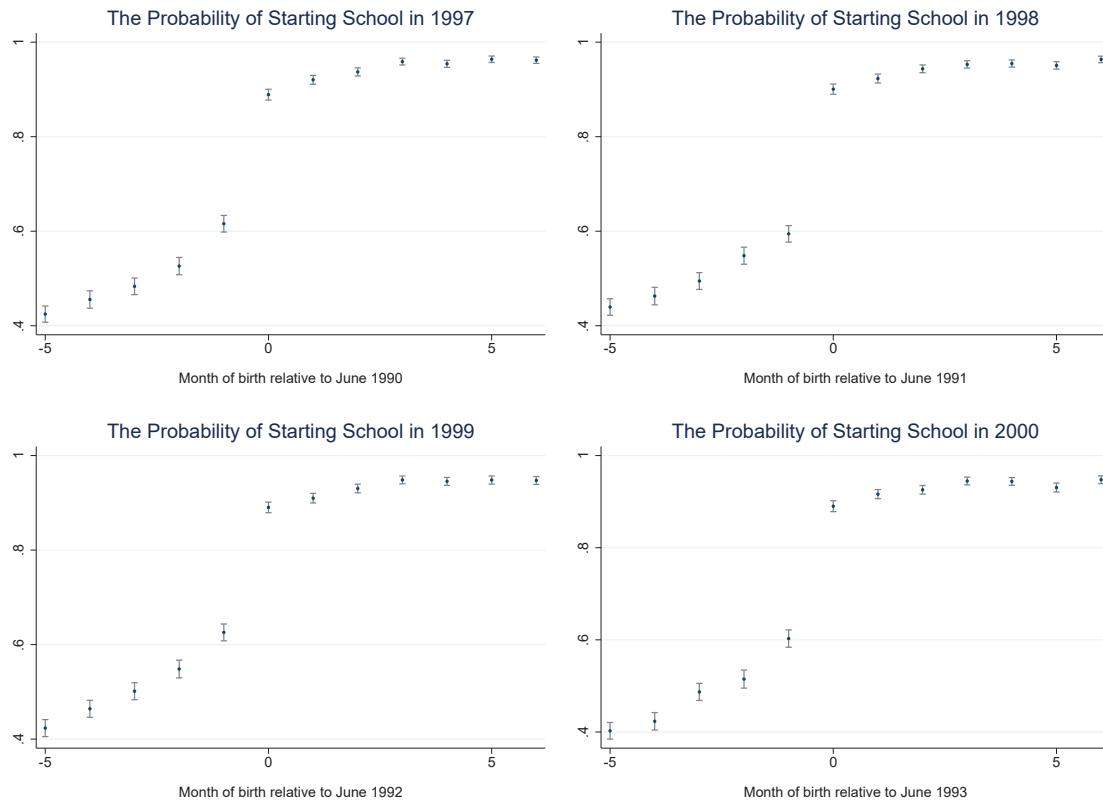 The Probability of Starting School in 1997
1
.8
.6
.4
-5 0 5
Month of birth relative to June 1990
The Probability of Starting School in 1998
1
.8
.6
.4
-5 0 5
Month of birth relative to June 1991
The Probability of Starting School in 1999
1
.8
.6
.4
-5 0 5
Month of birth relative to June 1992
The Probability of Starting School in 2000
1
.8
.6
.4
-5 0 5
Month of birth relative to June 1993